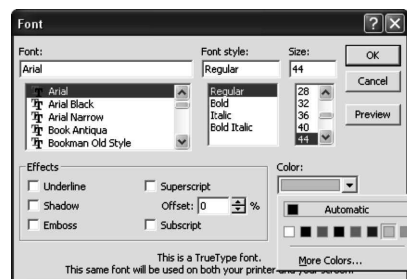 Font
Font: Font style: Size:
Arial Regular 44 OK
Arial Regular 28 Cancel
Arial Black Bold 32
Arial Narrow Italic 36 Preview
Book Antiqua Bold Italic 40
Bookman Old Style 44
Effects Color:
Underline Superscript
Shadow Offset: 0 % Automatic
Emboss Subscript
This is a TrueType font.
This same font will be used on both your printer and your screen.
More Colors...